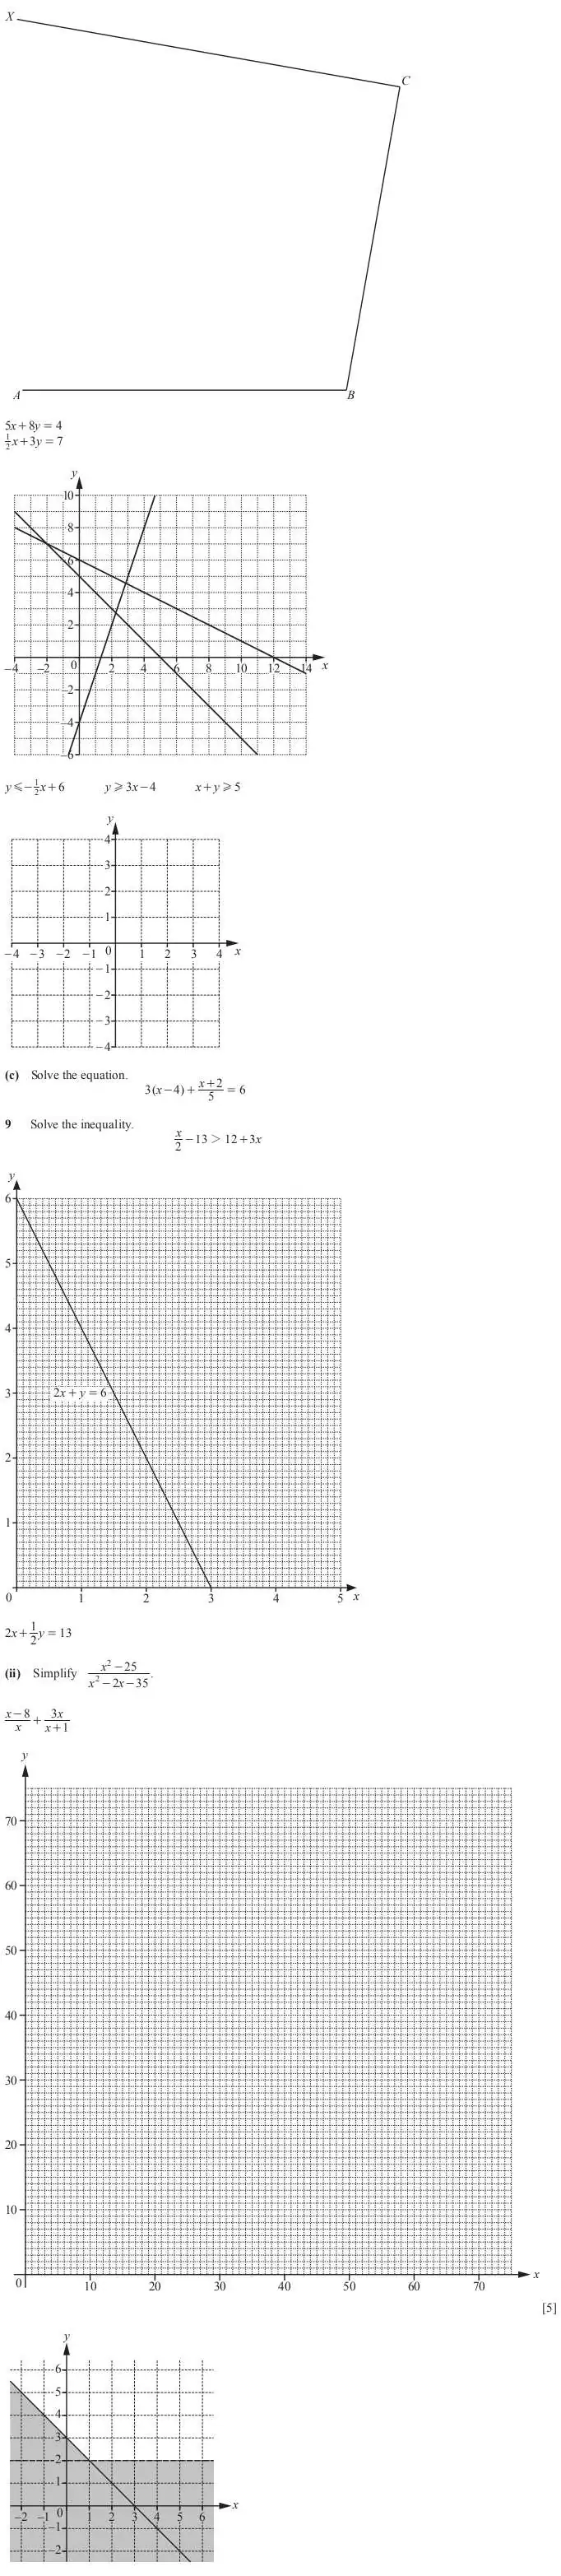 X
C
A
B
5x + 8y = 4
½x + 3y = 7
y
10
8
6
4
2
−4 −2 0 2 4 6 8 10 12 14 x
−2
−4
−6
y ⩽ −½x + 6 y ⩾ 3x − 4 x + y ⩾ 5
y
4
3
2
1
−4 −3 −2 −1 0 1 2 3 4 x
−1
−2
−3
−4
(c) Solve the equation.
3(x − 4) + (x + 2)/5 = 6
9 Solve the inequality.
x/2 − 13 > 12 + 3x
y
6
5
4
3 2x + y = 6
2
1
0 1 2 3 4 5 x
2x + ½y = 13
(ii) Simplify (x² − 25)/(x² − 2x − 35).
(x − 8)/x + 3x/(x + 1)
y
70
60
50
40
30
20
10
0 10 20 30 40 50 60 70 x
[5]
y
6
5
4
3
2
1
−2 −1 0 1 2 3 4 5 6 x
−1
−2